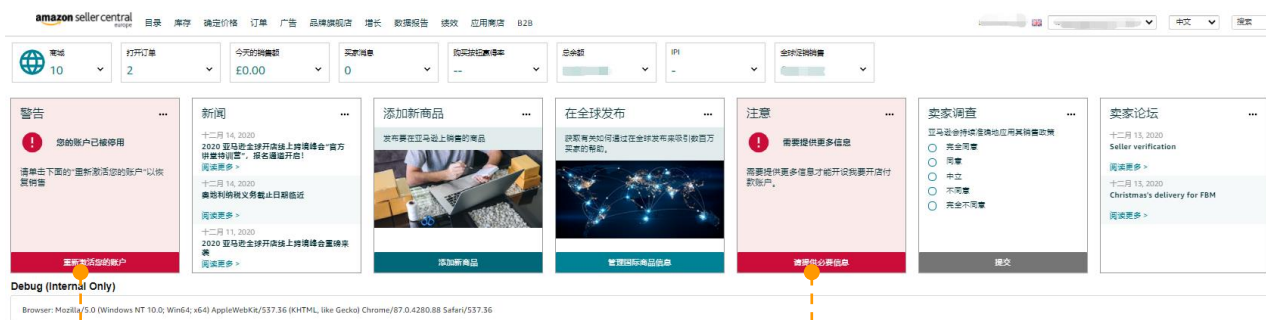 amazon seller central
europe
目录 库存 确定价格 订单 广告 品牌旗舰店 增长 数据报告 绩效 应用商店 B2B
中文
搜索
商城
10
打开订单
2
今天的销售额
£0.00
买家消息
0
购买按钮赢得率
--
总余额
IPI
-
全球促销销售
警告
您的账户已被停用
请单击下面的“重新激活您的账户”以恢
复销售
重新激活您的账户
新闻
十二月 14, 2020
2020 亚马逊全球开店线上跨境峰会“官方
讲堂特训营”，报名通道开启!
阅读更多 >
十二月 14, 2020
奥地利纳税义务截止日期临近
阅读更多 >
十二月 11, 2020
2020 亚马逊全球开店线上跨境峰会重磅来
袭
阅读更多 >
添加新商品
发布要在亚马逊上销售的商品
添加新商品
在全球发布
获取有关如何通过在全球发布来吸引数百万
买家的帮助。
管理国际商品信息
注意
需要提供更多信息
需要提供更多信息才能开设我要开店付
款账户。
请提供必要信息
卖家调查
亚马逊会持续准确地应用其销售政策
完全同意
同意
中立
不同意
完全不同意
提交
卖家论坛
十二月 13, 2020
Seller verification
阅读更多 >
十二月 13, 2020
Christmas's delivery for FBM
阅读更多 >
Debug (Internal Only)
Browser: Mozilla/5.0 (Windows NT 10.0; Win64; x64) AppleWebKit/537.36 (KHTML, like Gecko) Chrome/87.0.4280.88 Safari/537.36